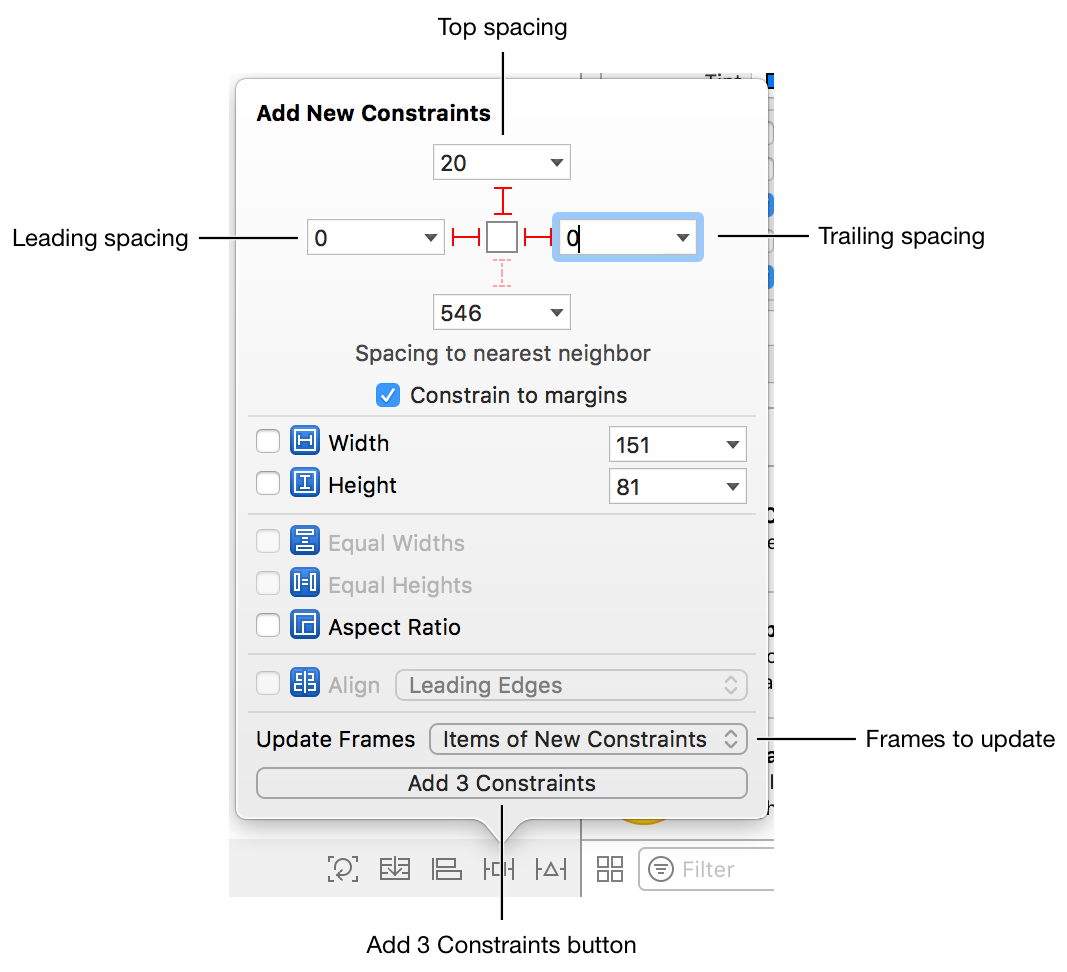 Top spacing
Add New Constraints
20
Leading spacing
0
0
Trailing spacing
546
Spacing to nearest neighbor
Constrain to margins
Width
151
Height
81
Equal Widths
Equal Heights
Aspect Ratio
Align
Leading Edges
Update Frames
Items of New Constraints
Frames to update
Add 3 Constraints
Filter
Add 3 Constraints button